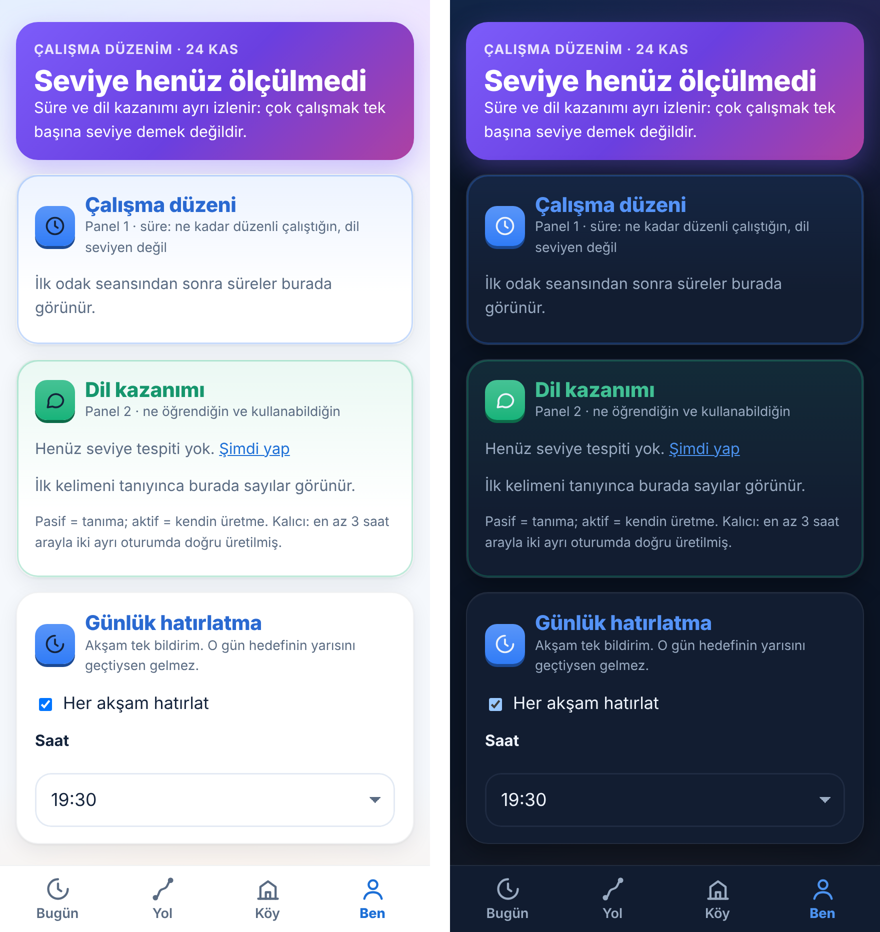 ÇALIŞMA DÜZENİM · 24 KAS
Seviye henüz ölçülmedi
Süre ve dil kazanımı ayrı izlenir: çok çalışmak tek
başına seviye demek değildir.
Çalışma düzeni
Panel 1 · süre: ne kadar düzenli çalıştığın, dil
seviyen değil
İlk odak seansından sonra süreler burada
görünür.
Dil kazanımı
Panel 2 · ne öğrendiğin ve kullanabildiğin
Henüz seviye tespiti yok. Şimdi yap
İlk kelimeni tanıyınca burada sayılar görünür.
Pasif = tanıma; aktif = kendin üretme. Kalıcı: en az 3 saat
arayla iki ayrı oturumda doğru üretilmiş.
Günlük hatırlatma
Akşam tek bildirim. O gün hedefinin yarısını
geçtiysen gelmez.
Her akşam hatırlat
Saat
19:30
Bugün Yol Köy Ben
ÇALIŞMA DÜZENİM · 24 KAS
Seviye henüz ölçülmedi
Süre ve dil kazanımı ayrı izlenir: çok çalışmak tek
başına seviye demek değildir.
Çalışma düzeni
Panel 1 · süre: ne kadar düzenli çalıştığın, dil
seviyen değil
İlk odak seansından sonra süreler burada
görünür.
Dil kazanımı
Panel 2 · ne öğrendiğin ve kullanabildiğin
Henüz seviye tespiti yok. Şimdi yap
İlk kelimeni tanıyınca burada sayılar görünür.
Pasif = tanıma; aktif = kendin üretme. Kalıcı: en az 3 saat
arayla iki ayrı oturumda doğru üretilmiş.
Günlük hatırlatma
Akşam tek bildirim. O gün hedefinin yarısını
geçtiysen gelmez.
Her akşam hatırlat
Saat
19:30
Bugün Yol Köy Ben